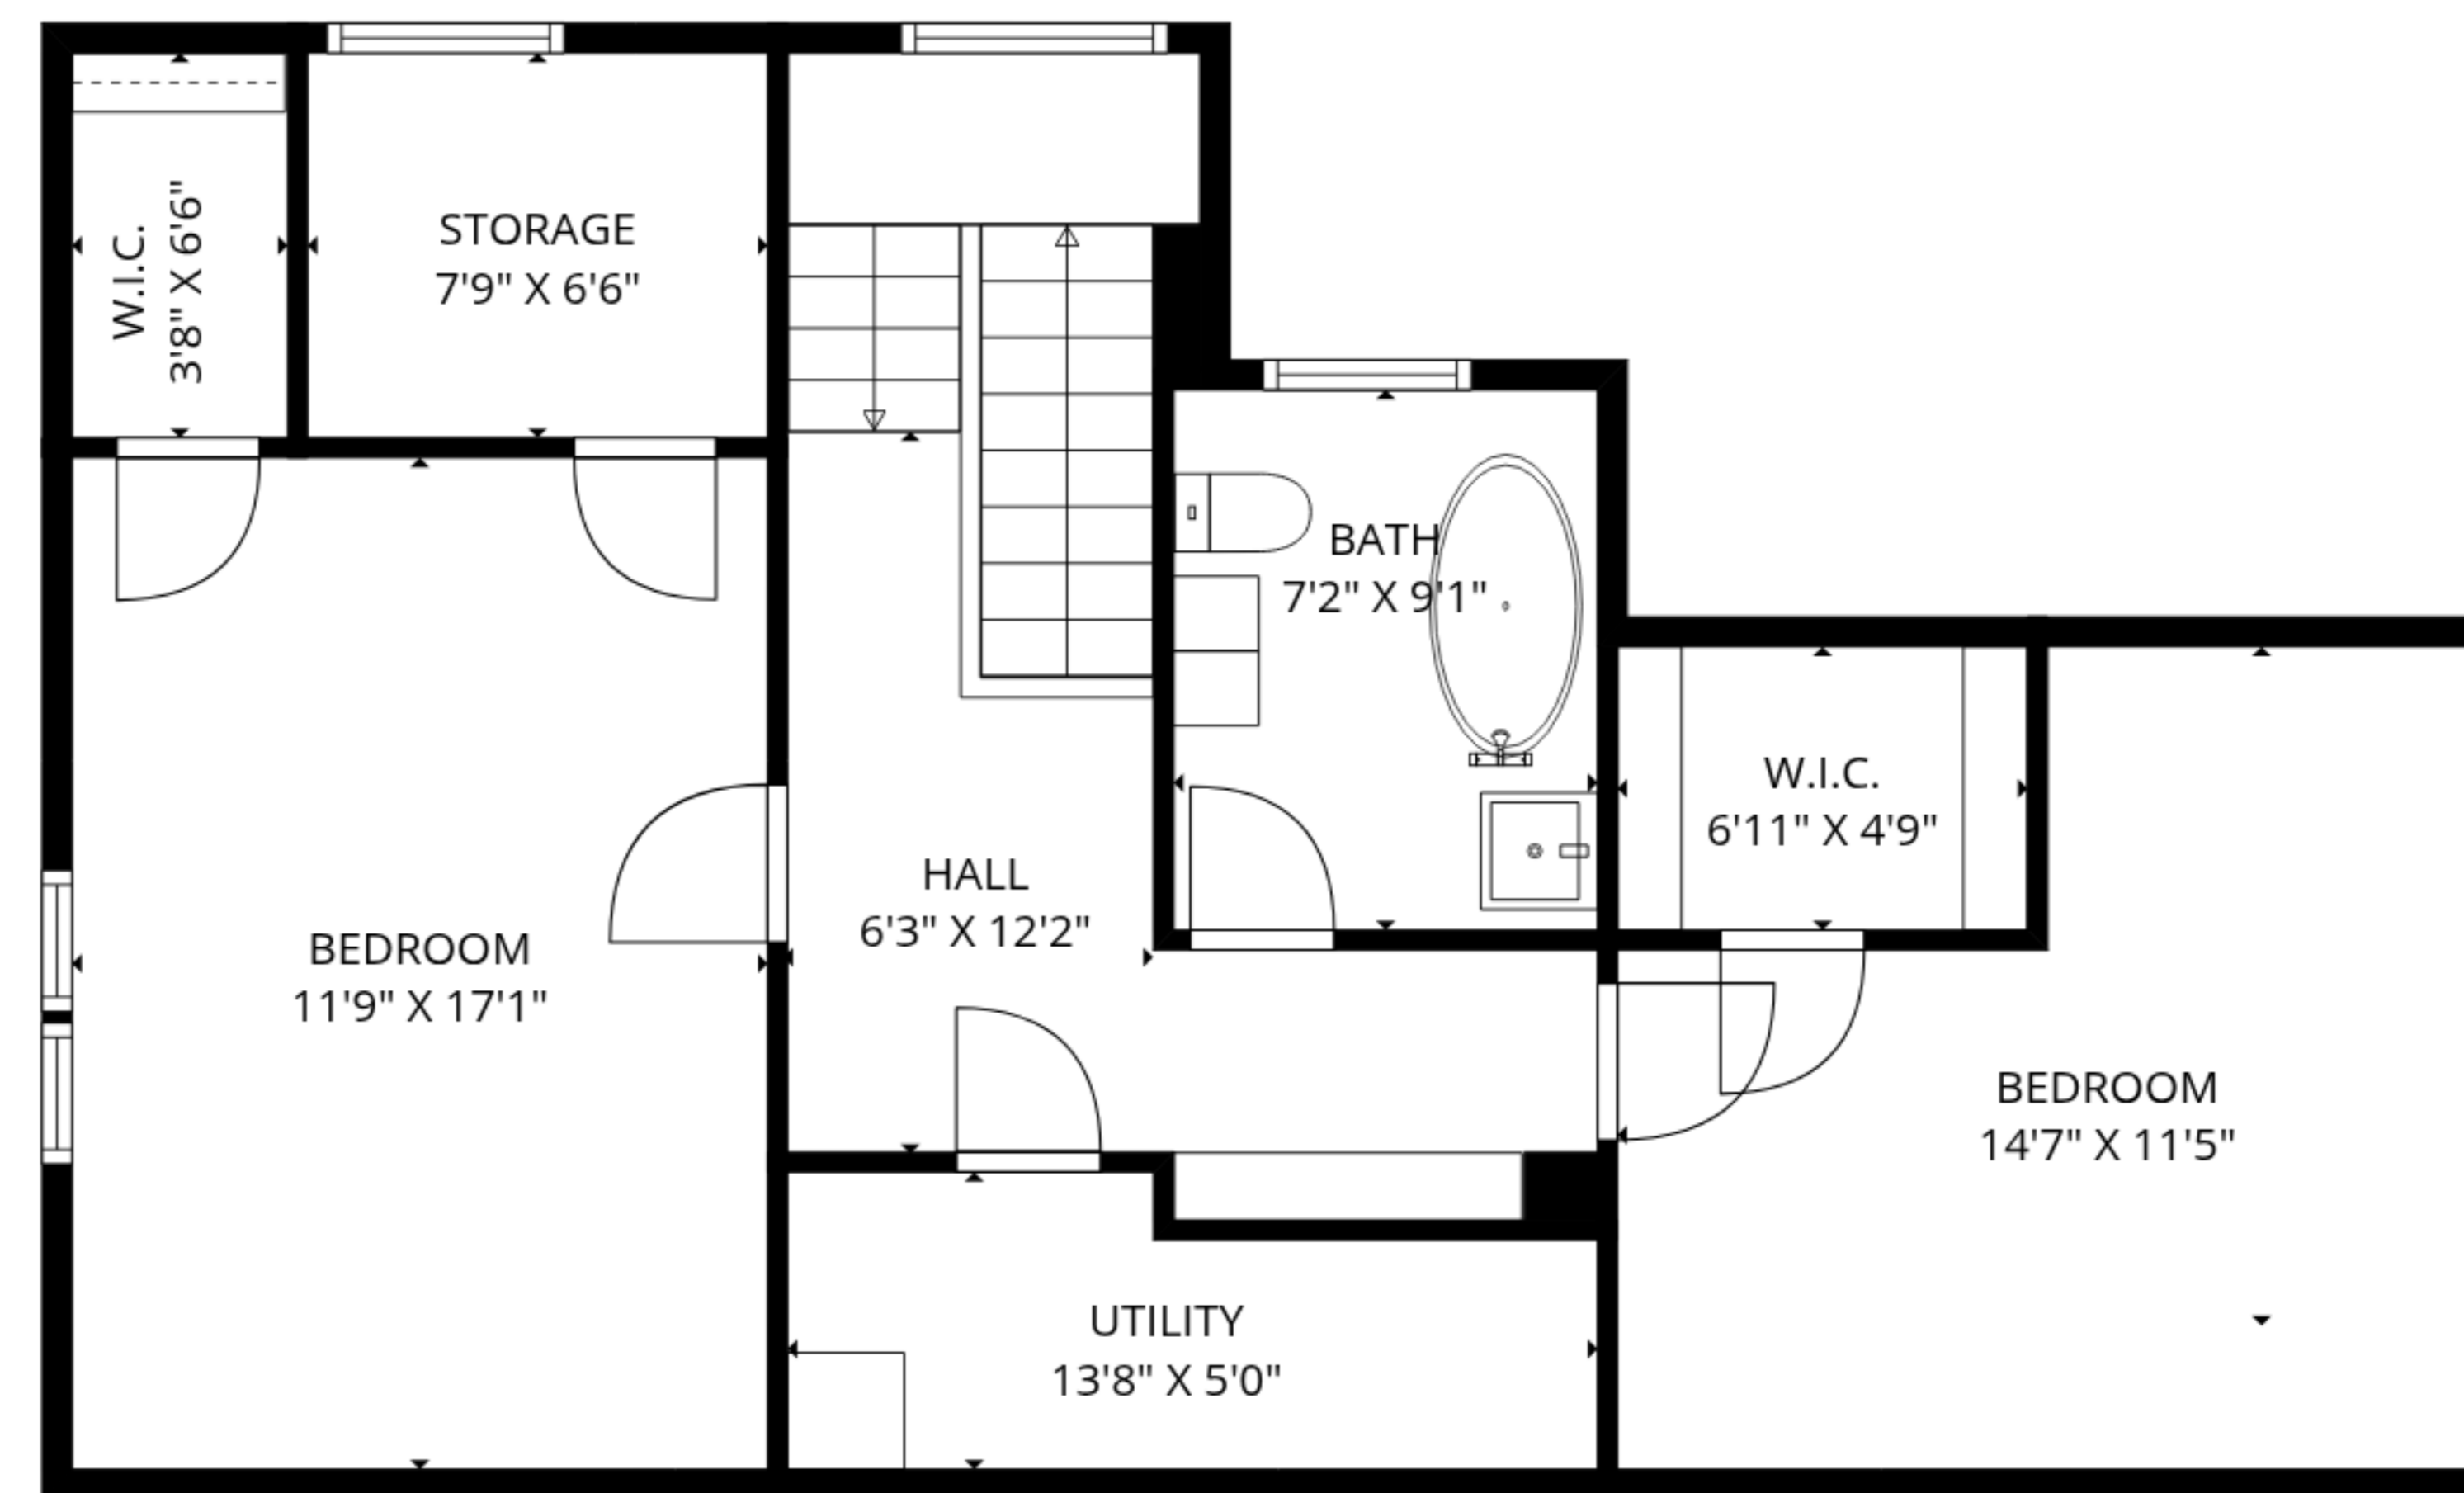 W.I.C.
3'8" X 6'6"
STORAGE
7'9" X 6'6"
BATH
7'2" X 9'1"
W.I.C.
6'11" X 4'9"
HALL
6'3" X 12'2"
BEDROOM
11'9" X 17'1"
BEDROOM
14'7" X 11'5"
UTILITY
13'8" X 5'0"